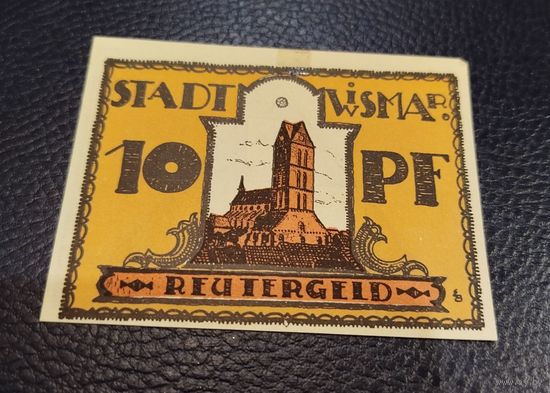 STADT WISMAR.
10 PF
REUTERGELD